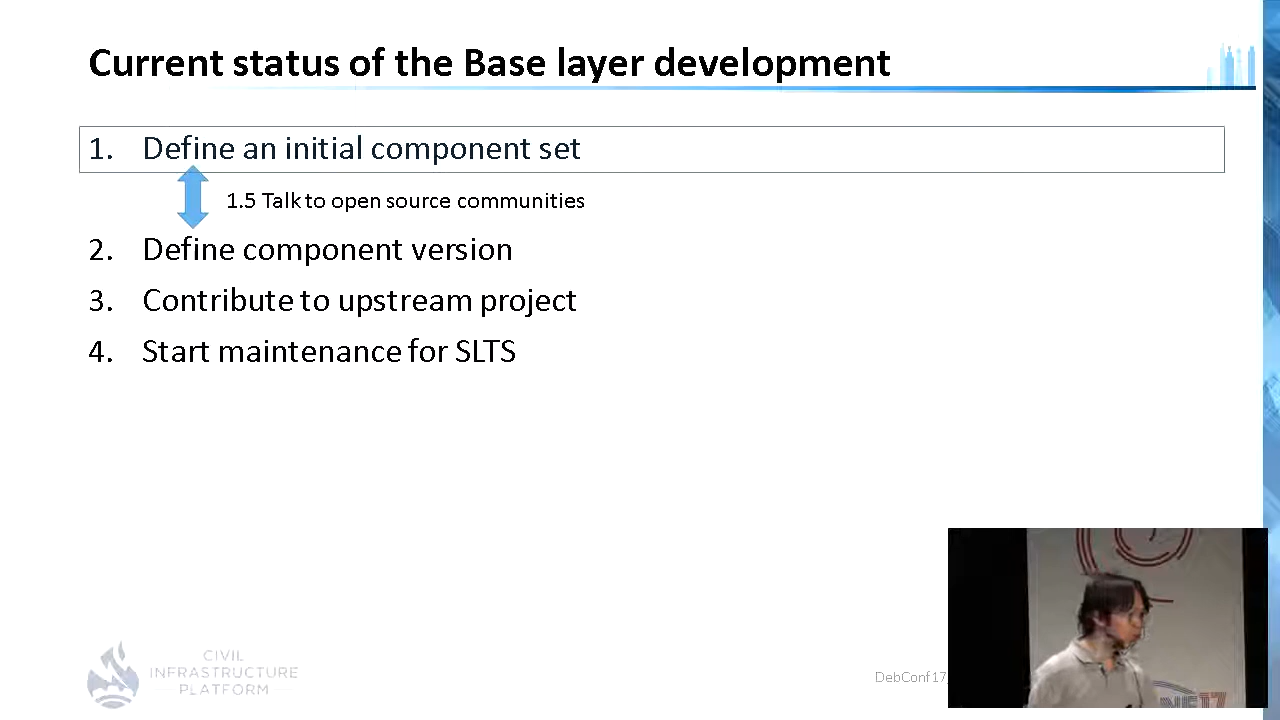 Current status of the Base layer development
1. Define an initial component set
1.5 Talk to open source communities
2. Define component version
3. Contribute to upstream project
4. Start maintenance for SLTS
CIVIL
INFRASTRUCTURE
PLATFORM
DebConf17